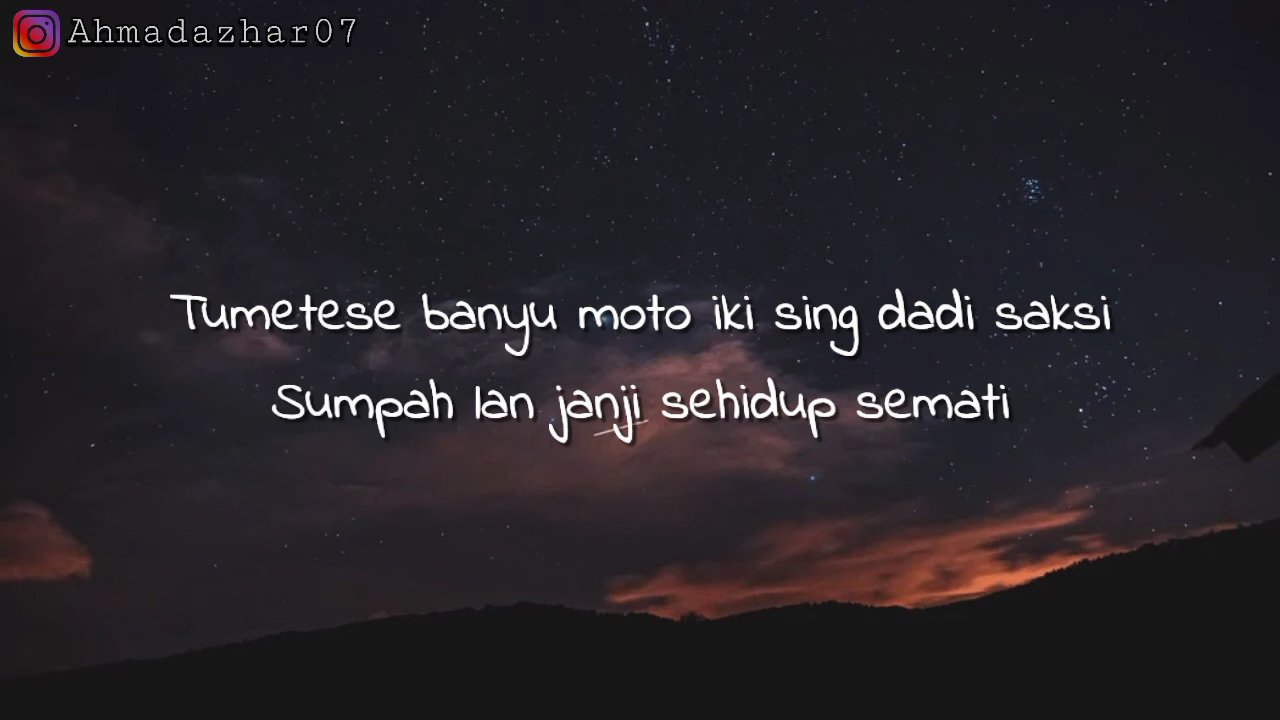 Ahmadazhar07
Tumetese banyu moto iki sing dadi saksi
Sumpah lan janji sehidup semati